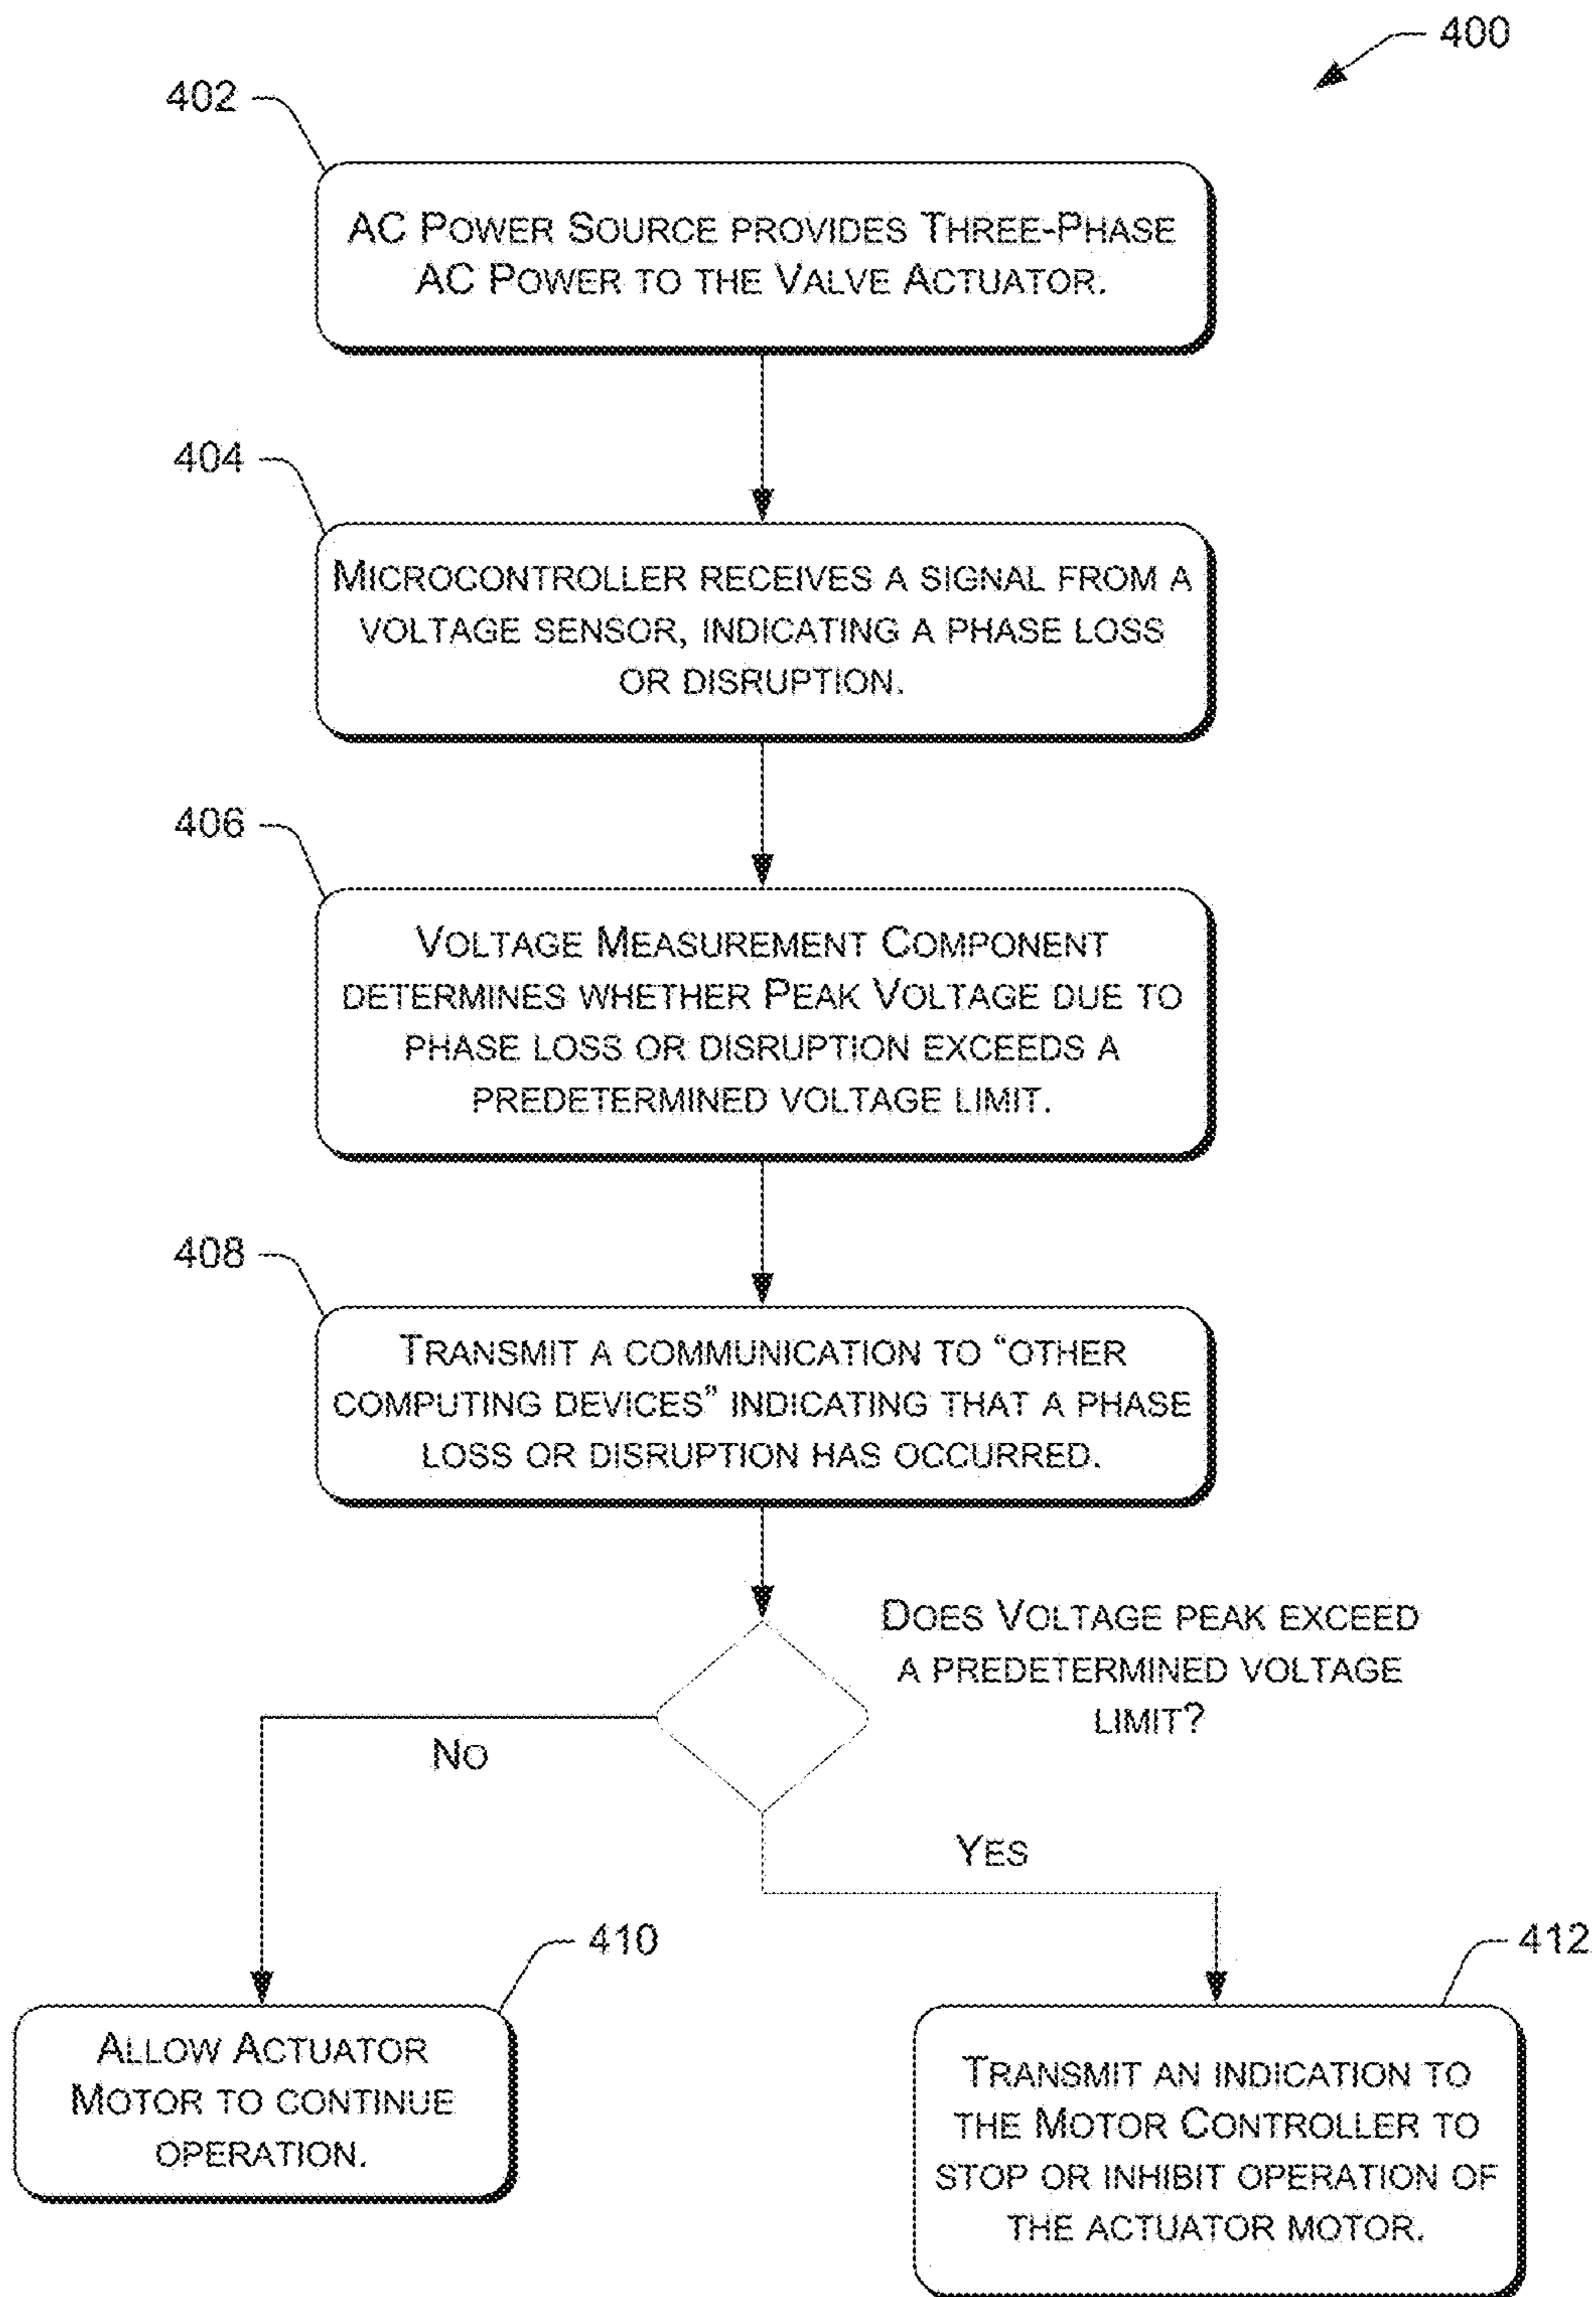 400
402
AC POWER SOURCE PROVIDES THREE-PHASE
AC POWER TO THE VALVE ACTUATOR.
404
MICROCONTROLLER RECEIVES A SIGNAL FROM A
VOLTAGE SENSOR, INDICATING A PHASE LOSS
OR DISRUPTION.
406
VOLTAGE MEASUREMENT COMPONENT
DETERMINES WHETHER PEAK VOLTAGE DUE TO
PHASE LOSS OR DISRUPTION EXCEEDS A
PREDETERMINED VOLTAGE LIMIT.
408
TRANSMIT A COMMUNICATION TO “OTHER
COMPUTING DEVICES” INDICATING THAT A PHASE
LOSS OR DISRUPTION HAS OCCURRED.
DOES VOLTAGE PEAK EXCEED
A PREDETERMINED VOLTAGE
LIMIT?
NO
YES
410
ALLOW ACTUATOR
MOTOR TO CONTINUE
OPERATION.
412
TRANSMIT AN INDICATION TO
THE MOTOR CONTROLLER TO
STOP OR INHIBIT OPERATION OF
THE ACTUATOR MOTOR.